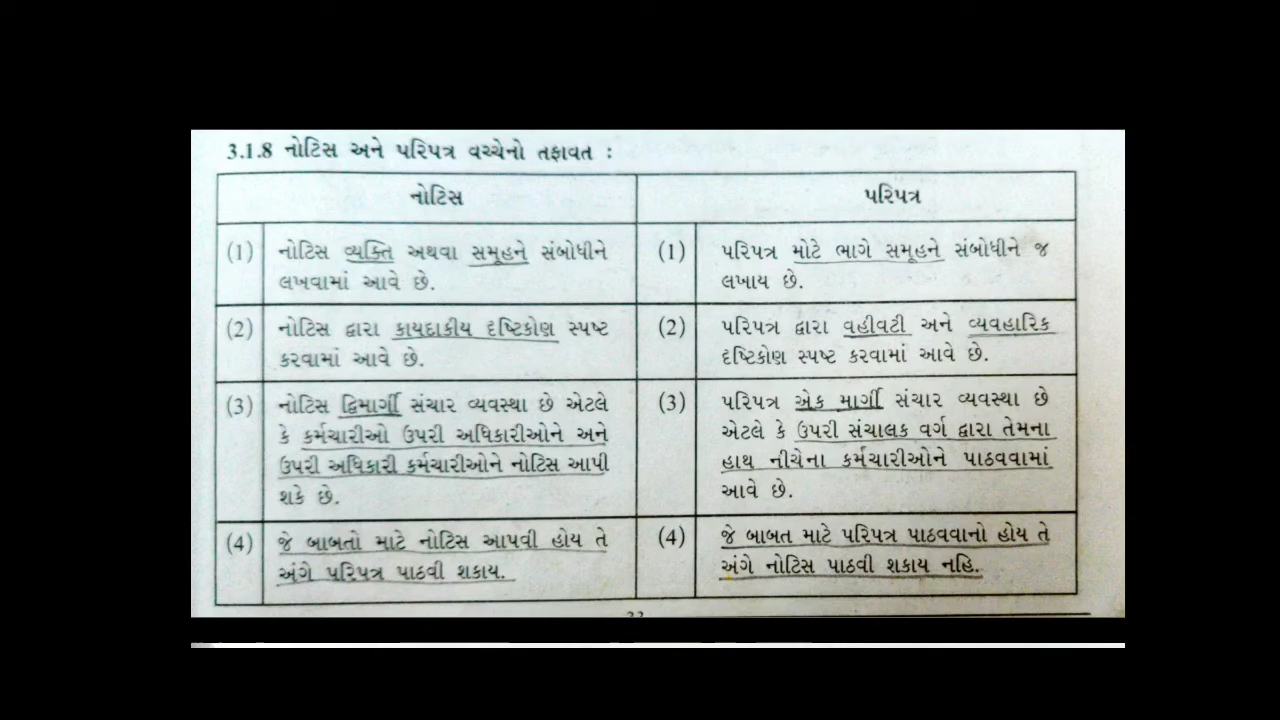 3.1.8 નોટિસ અને પરિપત્ર વચ્ચેનો તફાવત :
નોટિસ
પરિપત્ર
(1) નોટિસ વ્યક્તિ અથવા સમૂહને સંબોધીને
લખવામાં આવે છે.
(1) પરિપત્ર મોટે ભાગે સમૂહને સંબોધીને જ
લખાય છે.
(2) નોટિસ દ્વારા કાયદાકીય દૃષ્ટિકોણ સ્પષ્ટ
કરવામાં આવે છે.
(2) પરિપત્ર દ્વારા વહીવટી અને વ્યવહારિક
દૃષ્ટિકોણ સ્પષ્ટ કરવામાં આવે છે.
(3) નોટિસ દ્વિમાર્ગી સંચાર વ્યવસ્થા છે એટલે
કે કર્મચારીઓ ઉપરી અધિકારીઓને અને
ઉપરી અધિકારી કર્મચારીઓને નોટિસ આપી
શકે છે.
(3) પરિપત્ર એક માર્ગી સંચાર વ્યવસ્થા છે
એટલે કે ઉપરી સંચાલક વર્ગ દ્વારા તેમના
હાથ નીચેના કર્મચારીઓને પાઠવવામાં
આવે છે.
(4) જે બાબતો માટે નોટિસ આપવી હોય તે
અંગે પરિપત્ર પાઠવી શકાય.
(4) જે બાબત માટે પરિપત્ર પાઠવવાનો હોય તે
અંગે નોટિસ પાઠવી શકાય નહિ.